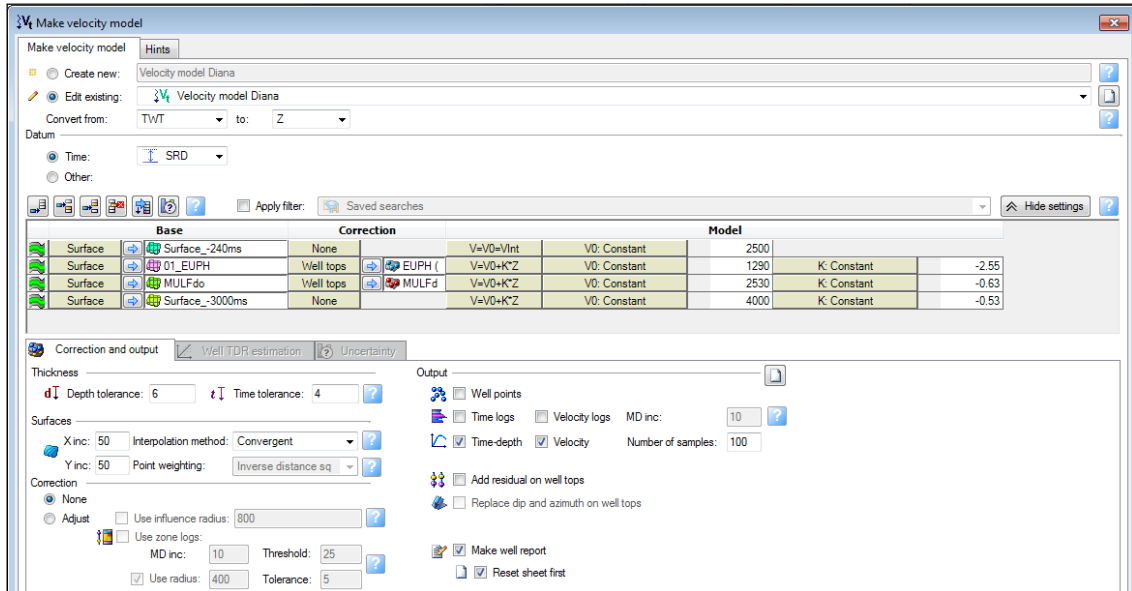 Make velocity model
Make velocity model Hints
Create new: Velocity model Diana
Edit existing: Velocity model Diana
Convert from: TWT to: Z
Datum
Time: SRD
Other:
Apply filter: Saved searches Hide settings
Base Correction Model
Surface Surface_-240ms None V=V0=VInt V0: Constant 2500
Surface 01_EUPH Well tops EUPH ( V=V0+K*Z V0: Constant 1290 K: Constant -2.55
Surface MULFdo Well tops MULFd V=V0+K*Z V0: Constant 2530 K: Constant -0.63
Surface Surface_-3000ms None V=V0+K*Z V0: Constant 4000 K: Constant -0.53
Correction and output Well TDR estimation Uncertainty
Thickness
Depth tolerance: 6 Time tolerance: 4
Surfaces
X inc: 50 Interpolation method: Convergent
Y inc: 50 Point weighting: Inverse distance sq
Correction
None
Adjust Use influence radius: 800
Use zone logs:
MD inc: 10 Threshold: 25
Use radius: 400 Tolerance: 5
Output
Well points
Time logs Velocity logs MD inc: 10
Time-depth Velocity Number of samples: 100
Add residual on well tops
Replace dip and azimuth on well tops
Make well report
Reset sheet first